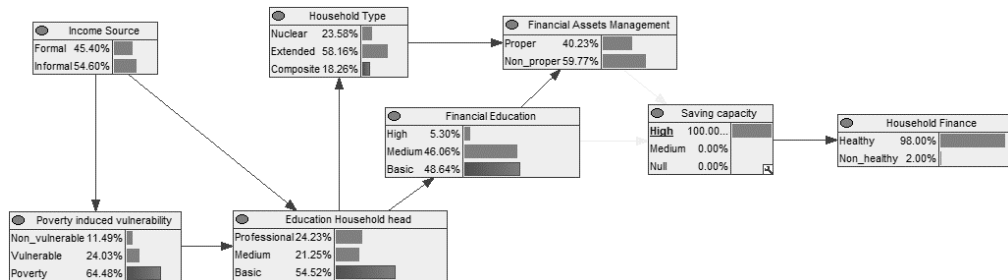 Income Source
Formal 45.40%
Informal 54.60%
Household Type
Nuclear 23.58%
Extended 58.16%
Composite 18.26%
Financial Assets Management
Proper 40.23%
Non_proper 59.77%
Financial Education
High 5.30%
Medium 46.06%
Basic 48.64%
Saving capacity
High 100.00...
Medium 0.00%
Null 0.00%
Household Finance
Healthy 98.00%
Non_healthy 2.00%
Poverty induced vulnerability
Non_vulnerable 11.49%
Vulnerable 24.03%
Poverty 64.48%
Education Household head
Professional 24.23%
Medium 21.25%
Basic 54.52%